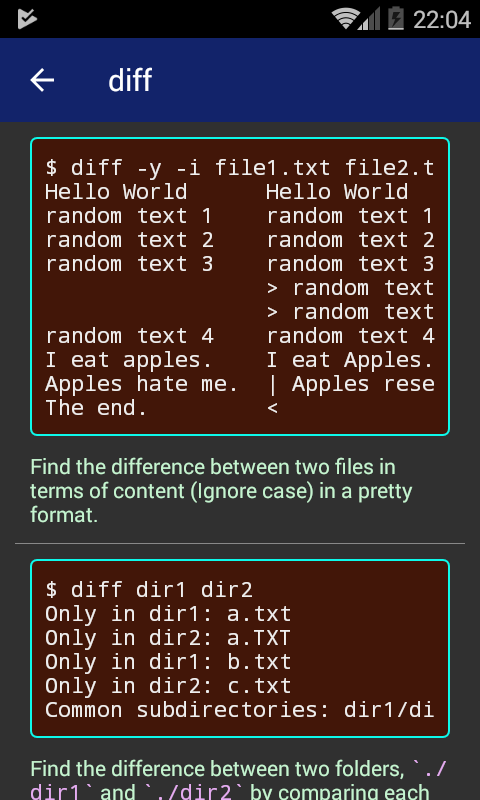 22:04
diff
$ diff -y -i file1.txt file2.t
Hello World Hello World
random text 1 random text 1
random text 2 random text 2
random text 3 random text 3
> random text
> random text
random text 4 random text 4
I eat apples. I eat Apples.
Apples hate me. | Apples rese
The end. <
Find the difference between two files in
terms of content (Ignore case) in a pretty
format.
$ diff dir1 dir2
Only in dir1: a.txt
Only in dir2: a.TXT
Only in dir1: b.txt
Only in dir2: c.txt
Common subdirectories: dir1/di
Find the difference between two folders, `./
dir1` and `./dir2` by comparing each